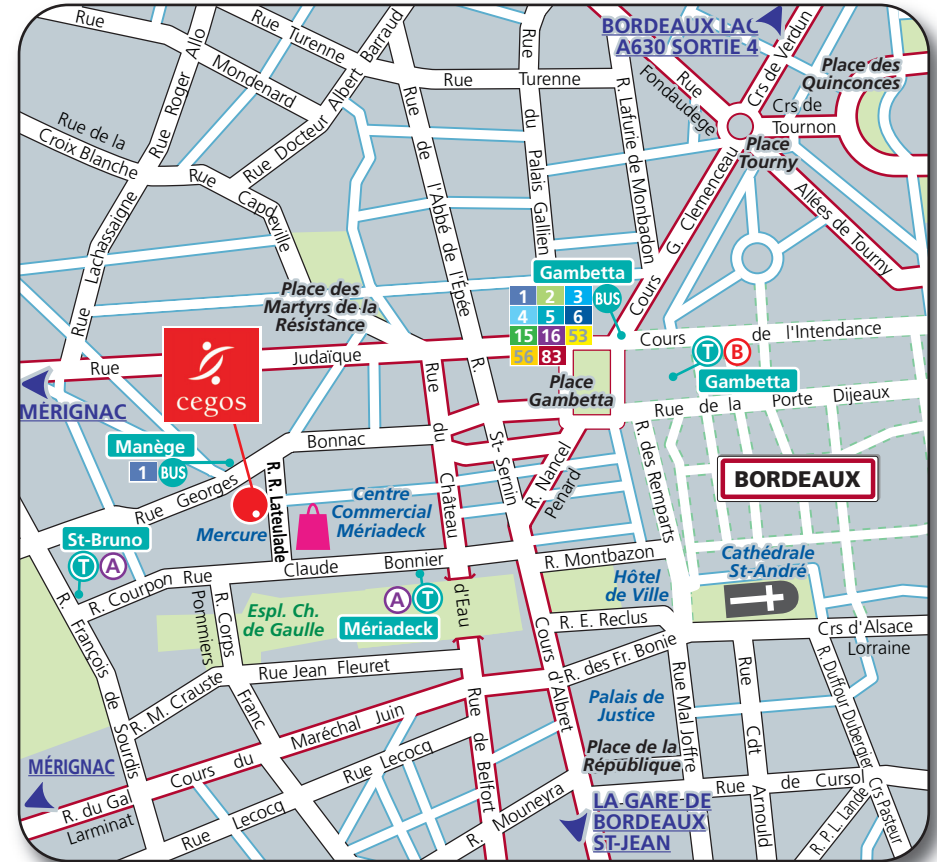 BORDEAUX LAC
A630 SORTIE 4
Crs de Verdun
Place des
Quinconces
Rue Turenne
Rue Roger Allo
Mondenard
Rue Docteur Albert Barraud
Rue Turenne
Rue
Fondaudege
Crs de
Tournon
Place
Tourny
Rue de la
Croix Blanche
Rue
Capdeville
Rue
de
l'Abbé de l'Épée
Rue
du
Palais Gallien
R. Lafurie de Monbadon
Cours G. Clemenceau
Allées de Tourny
Rue Lachassaigne
Place des
Martyrs de la
Résistance
Gambetta
1 2 3 BUS
4 5 6
15 16 53
56 83
Cours de l'Intendance
T B
Gambetta
Rue Judaïque
MÉRIGNAC
cegos
Place
Gambetta
Rue de la Porte Dijeaux
Manège
1 BUS
Rue Georges Bonnac
R. R. Lateulade
Mercure
Centre
Commercial
Mériadeck
Rue
du
Château
d'Eau
R.
St-Sernin
R. Nancel
Penard
R. des Remparts
BORDEAUX
St-Bruno
T A
R. Courpon
Rue Claude Bonnier
R. Montbazon
Cathédrale
St-André
Hôtel
de Ville
A T
Mériadeck
Espl. Ch.
de Gaulle
R. Corps
Franc
Pommiers
R.
François
de
Sourdis
R. M. Crauste
Rue Jean Fleuret
R. E. Reclus
R. des Fr. Bonie
Crs d'Alsace
Lorraine
Cours d'Albret
Palais de
Justice
Place de la
République
Rue Mal Joffre
Rue
Cdt
Arnould
R. Duffour Dubergier
Crs Pasteur
MÉRIGNAC
R. du Gal
Larminat
Cours du Maréchal Juin
Rue Lecocq
Rue Lecocq
Rue
de
Belfort
R. Mouneyra
Rue de Cursol
R. P. L. Lande
LA GARE DE
BORDEAUX
ST-JEAN